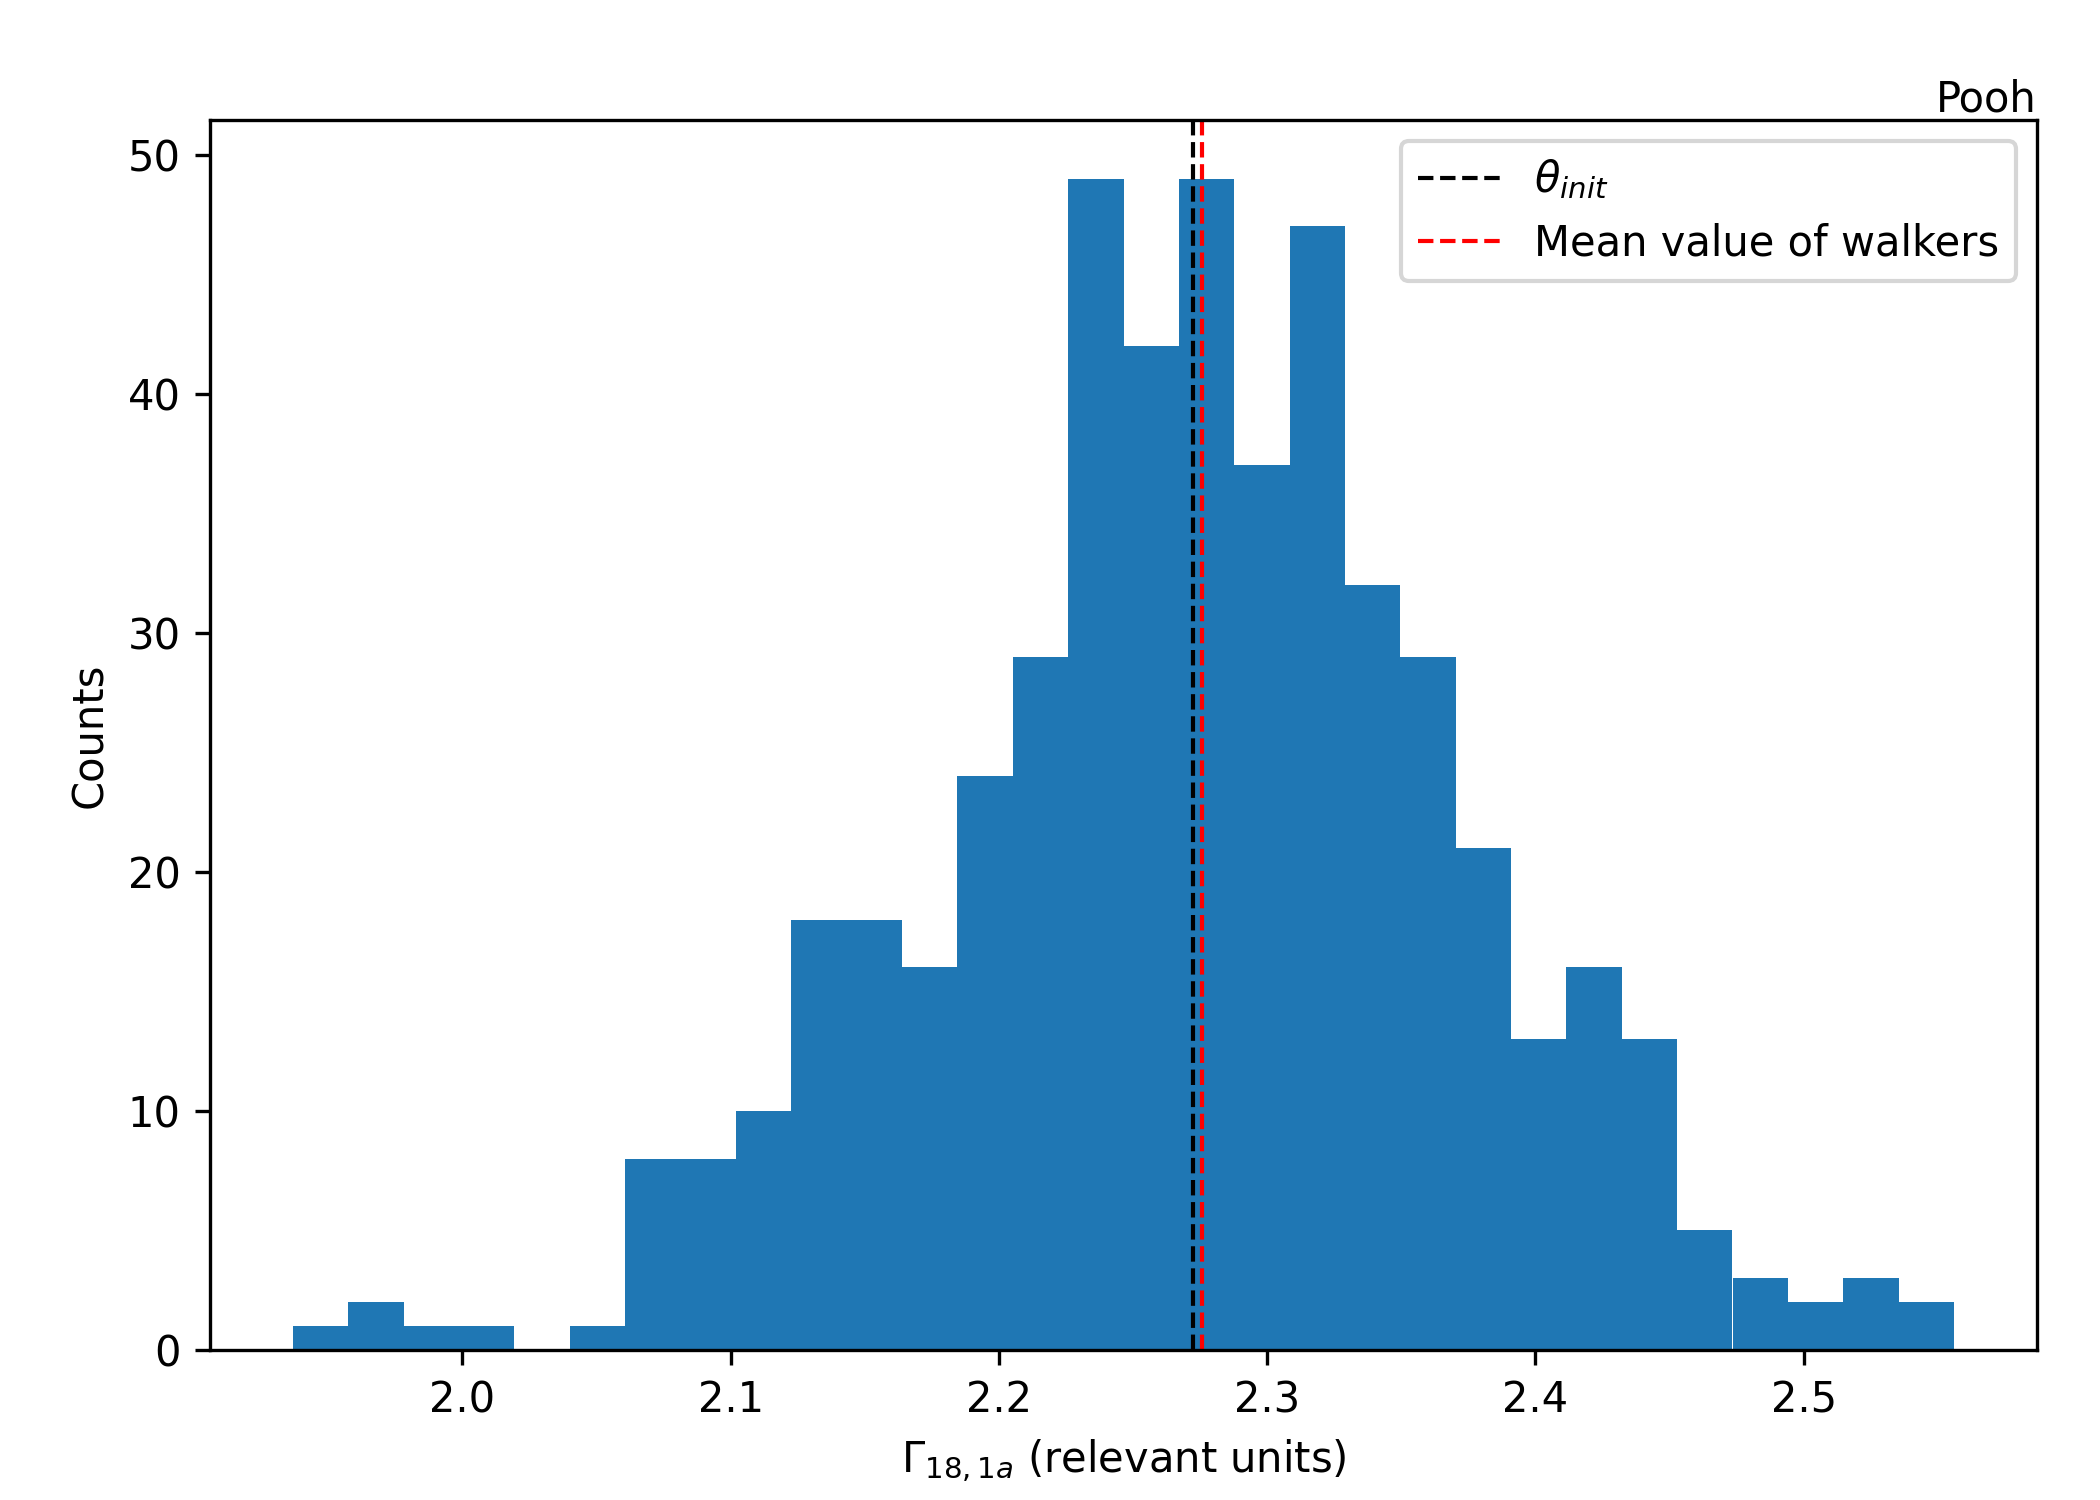 Pooh
50
40
30
20
10
0
Counts
θinit
Mean value of walkers
2.0 2.1 2.2 2.3 2.4 2.5
Γ18, 1a (relevant units)